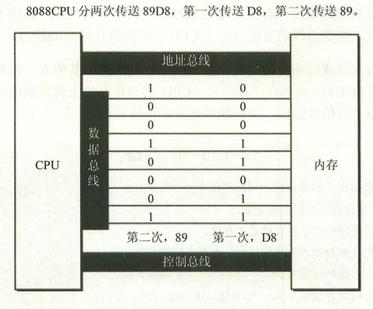 8088CPU 分两次传送 89D8，第一次传送 D8，第二次传送 89。
地址总线
1 0
0 0
0 0
1 1
0 1
0 0
0 1
1 1
数据总线
CPU
内存
第二次，89 第一次，D8
控制总线